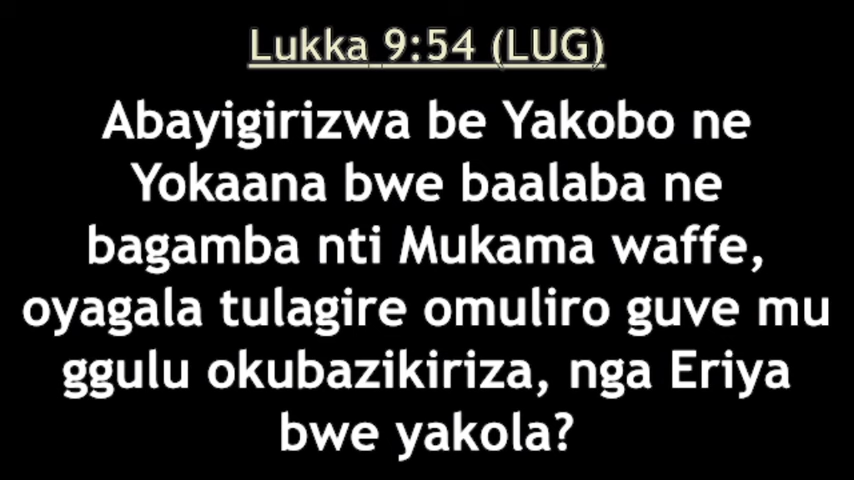 Lukka 9:54 (LUG)
Abayigirizwa be Yakobo ne
Yokaana bwe baalaba ne
bagamba nti Mukama waffe,
oyagala tulagire omuliro guve mu
ggulu okubazikiriza, nga Eriya
bwe yakola?